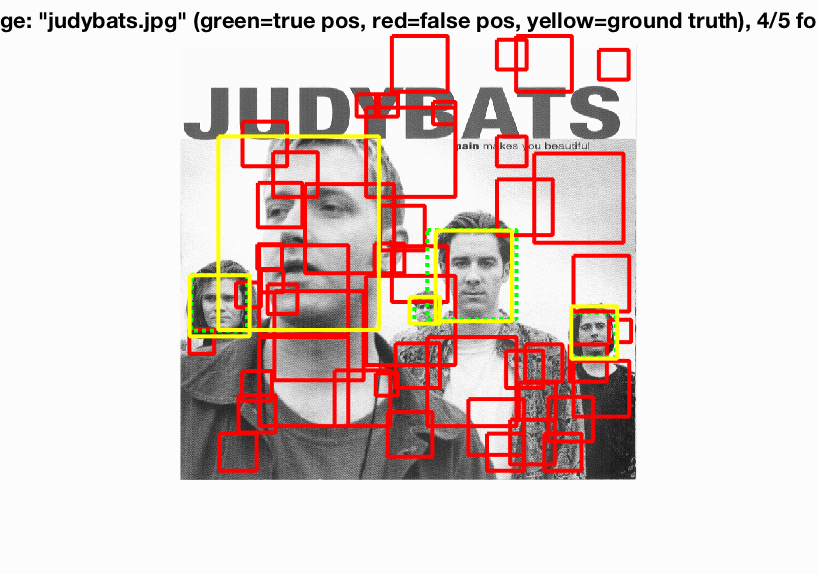 ge: "judybats.jpg" (green=true pos, red=false pos, yellow=ground truth), 4/5 fo
JUDYBATS
pain makes you beautiful